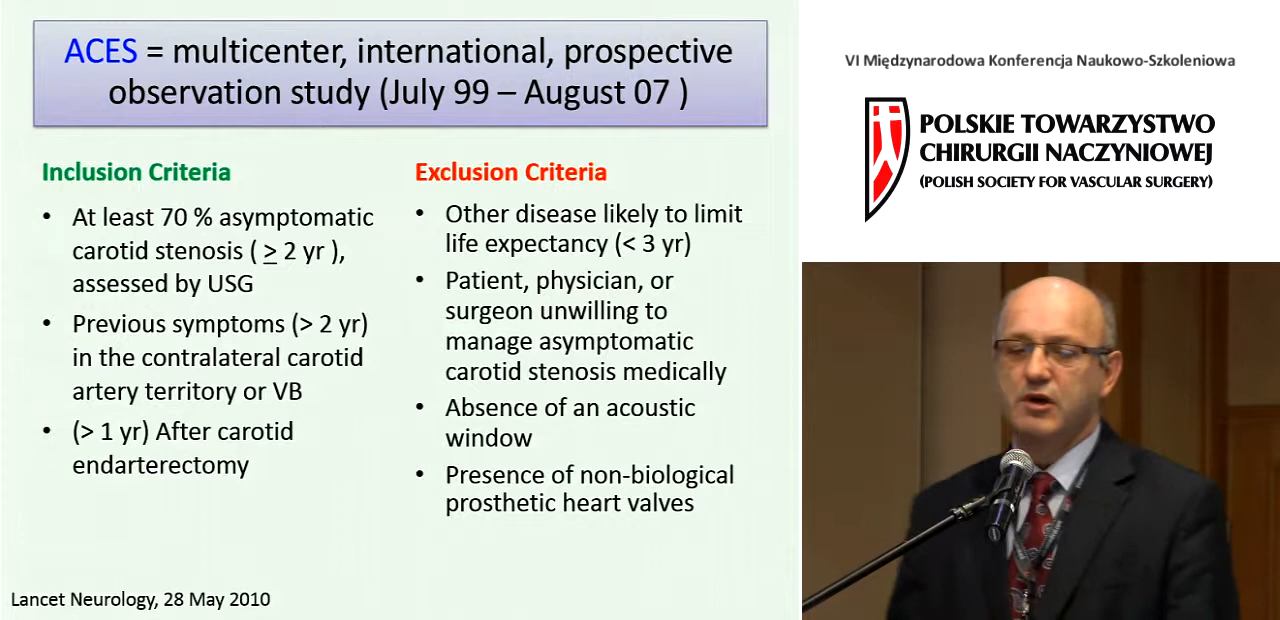 ACES = multicenter, international, prospective
observation study (July 99 – August 07 )
Inclusion Criteria
• At least 70 % asymptomatic
carotid stenosis ( ≥ 2 yr ),
assessed by USG
• Previous symptoms (> 2 yr)
in the contralateral carotid
artery territory or VB
• (> 1 yr) After carotid
endarterectomy
Exclusion Criteria
• Other disease likely to limit
life expectancy (< 3 yr)
• Patient, physician, or
surgeon unwilling to
manage asymptomatic
carotid stenosis medically
• Absence of an acoustic
window
• Presence of non-biological
prosthetic heart valves
Lancet Neurology, 28 May 2010
VI Międzynarodowa Konferencja Naukowo-Szkoleniowa
POLSKIE TOWARZYSTWO
CHIRURGII NACZYNIOWEJ
(POLISH SOCIETY FOR VASCULAR SURGERY)